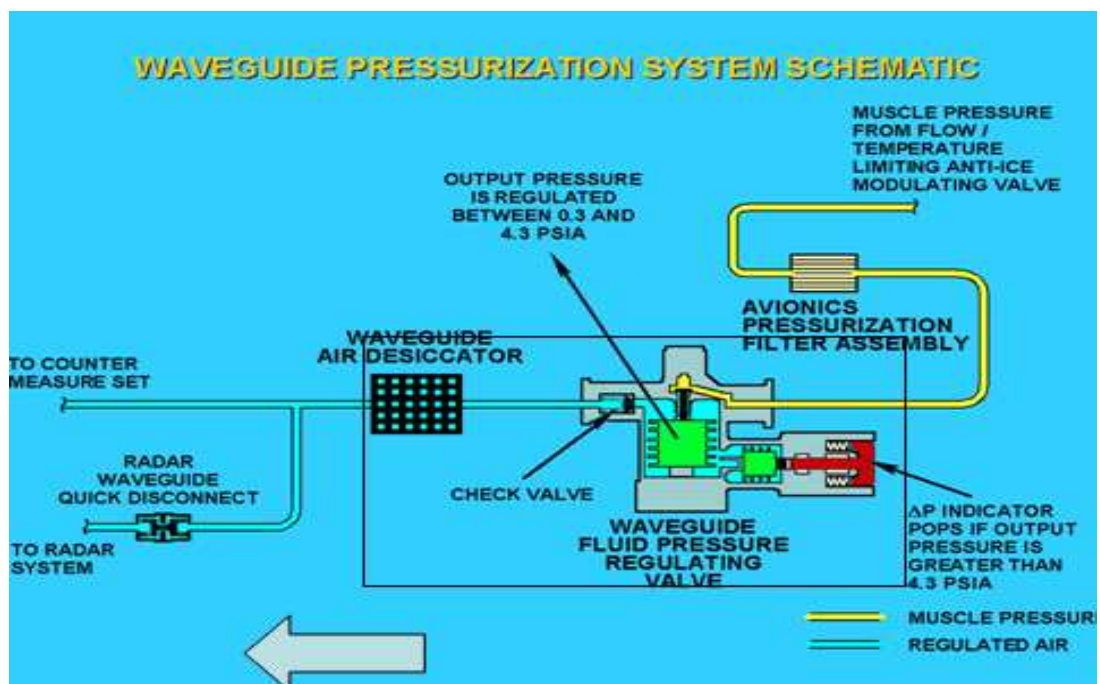 WAVEGUIDE PRESSURIZATION SYSTEM SCHEMATIC
MUSCLE PRESSURE
FROM FLOW /
TEMPERATURE
LIMITING ANTI-ICE
MODULATING VALVE
OUTPUT PRESSURE
IS REGULATED
BETWEEN 0.3 AND
4.3 PSIA
AVIONICS
PRESSURIZATION
FILTER ASSEMBLY
WAVEGUIDE
AIR DESICCATOR
TO COUNTER
MEASURE SET
RADAR
WAVEGUIDE
QUICK DISCONNECT
CHECK VALVE
TO RADAR
SYSTEM
WAVEGUIDE
FLUID PRESSURE
REGULATING
VALVE
ΔP INDICATOR
POPS IF OUTPUT
PRESSURE IS
GREATER THAN
4.3 PSIA
MUSCLE PRESSURE
REGULATED AIR